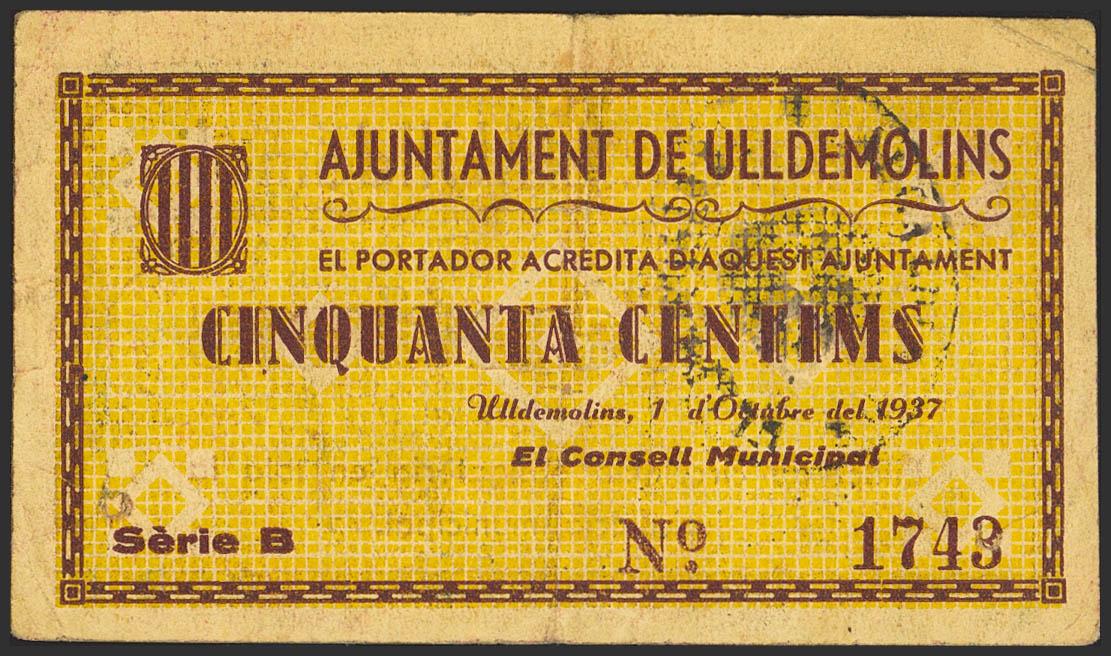 AJUNTAMENT DE ULLDEMOLINS
EL PORTADOR ACREDITA D'AQUEST AJUNTAMENT
CINQUANTA CENTIMS
Ulldemolins, 1 d'Octubre del 1937
El Consell Municipal
Sèrie B Nº 1743